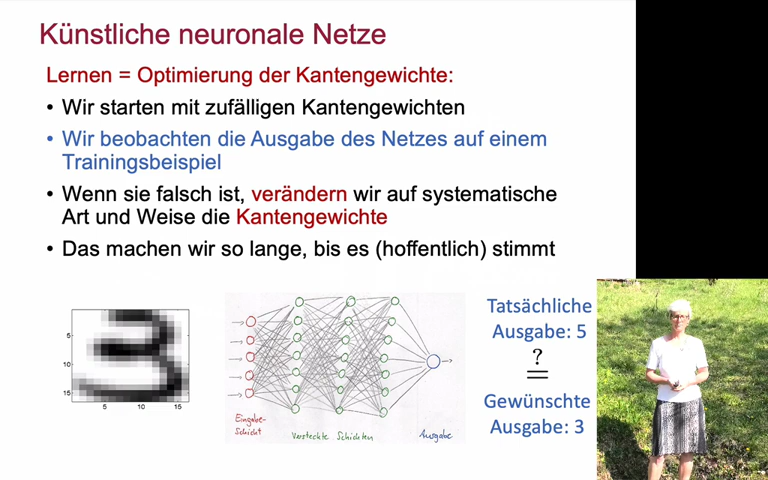 Künstliche neuronale Netze
Lernen = Optimierung der Kantengewichte:
• Wir starten mit zufälligen Kantengewichten
• Wir beobachten die Ausgabe des Netzes auf einem
Trainingsbeispiel
• Wenn sie falsch ist, verändern wir auf systematische
Art und Weise die Kantengewichte
• Das machen wir so lange, bis es (hoffentlich) stimmt
5
10
15
5 10 15
Eingabe-
Schicht
Versteckte Schichten
Ausgabe
Tatsächliche
Ausgabe: 5
?
=
Gewünschte
Ausgabe: 3